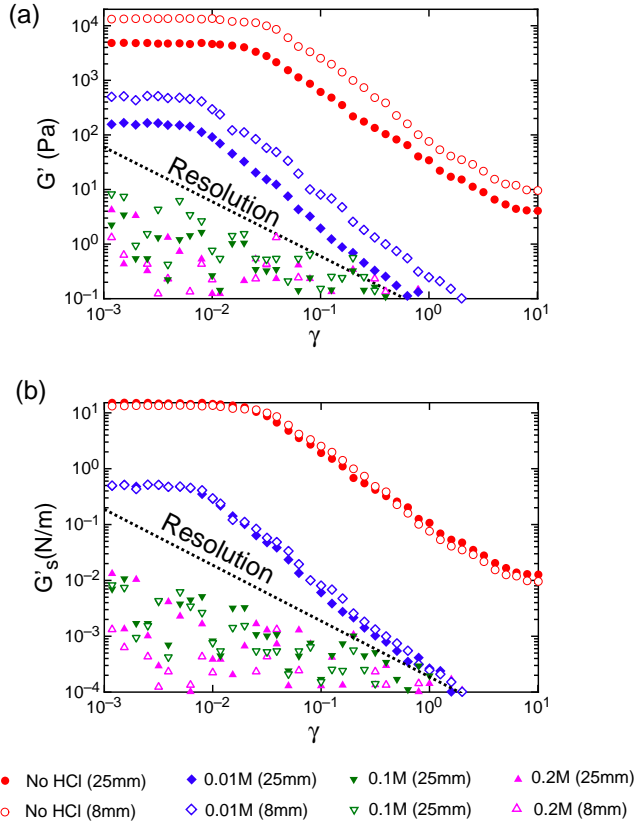 (a)
G' (Pa)
10⁴
10³
10²
10¹
10⁰
10⁻¹
Resolution
10⁻³ 10⁻² 10⁻¹ 10⁰ 10¹
γ
(b)
G'ₛ(N/m)
10¹
10⁰
10⁻¹
10⁻²
10⁻³
10⁻⁴
Resolution
10⁻³ 10⁻² 10⁻¹ 10⁰ 10¹
γ
No HCl (25mm) 0.01M (25mm) 0.1M (25mm) 0.2M (25mm)
No HCl (8mm) 0.01M (8mm) 0.1M (25mm) 0.2M (8mm)